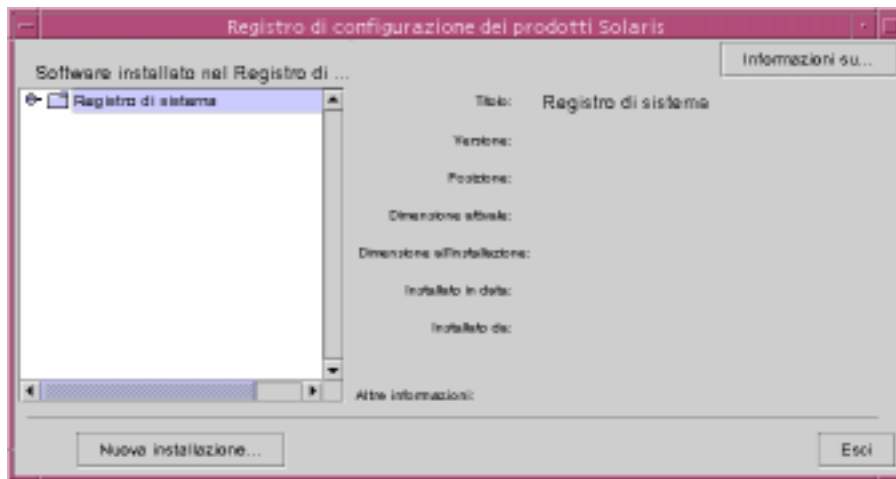 Registro di configurazione dei prodotti Solaris
Informazioni su...
Software installato nel Registro di ...
Registro di sistema
Titolo: Registro di sistema
Versione:
Posizione:
Dimensione attuale:
Dimensione all'installazione:
Installato in data:
Installato da:
Altre informazioni:
Nuova installazione...
Esci